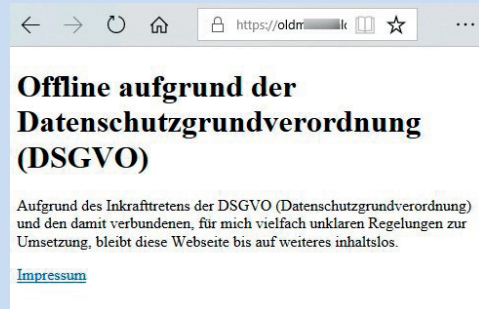 https://oldm
Offline aufgrund der
Datenschutzgrundverordnung
(DSGVO)
Aufgrund des Inkrafttretens der DSGVO (Datenschutzgrundverordnung)
und den damit verbundenen, für mich vielfach unklaren Regelungen zur
Umsetzung, bleibt diese Webseite bis auf weiteres inhaltslos.
Impressum